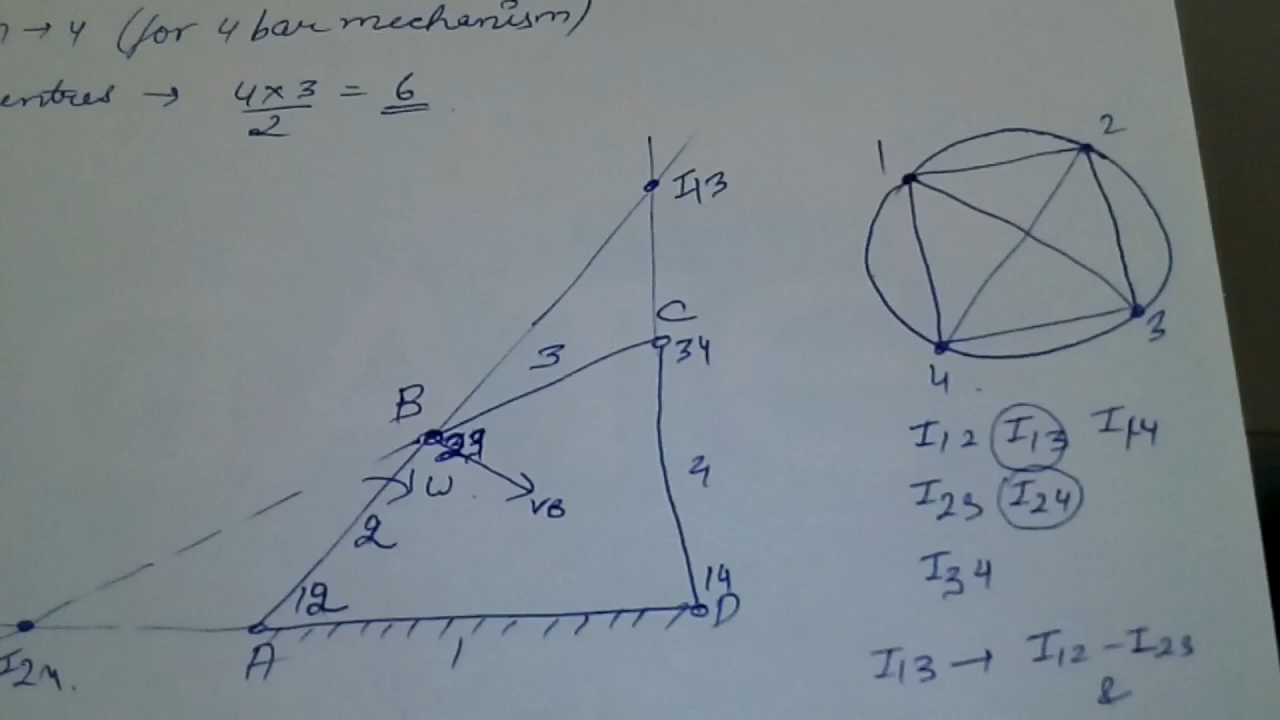 n → 4 (for 4 bar mechanism)
entres → 4 x 3 / 2 = 6
I13
C
34
3
B
23
ω
VB
2
4
12
14
A
D
1
I24.
1
2
3
4
I12 I13 I14
I23 I24
I34
I13 → I12 - I23
&